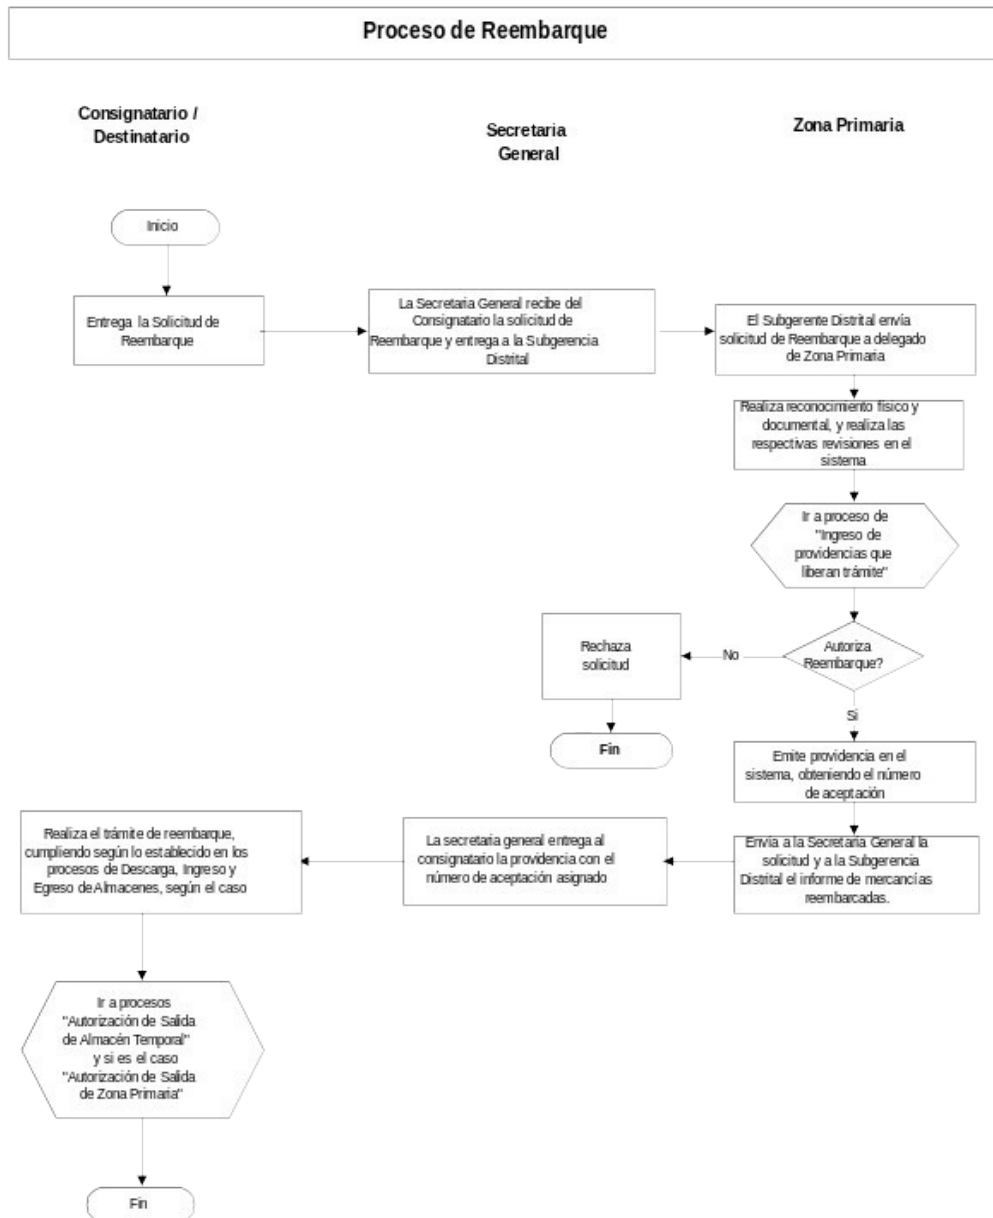 Proceso de Reembarque
Consignatario /
Destinatario
Secretaria
General
Zona Primaria
Inicio
Entrega la Solicitud de
Reembarque
La Secretaria General recibe del
Consignatario la solicitud de
Reembarque y entrega a la Subgerencia
Distrital
El Subgerente Distrital envía
solicitud de Reembarque a delegado
de Zona Primaria
Realiza reconocimiento físico y
documental, y realiza las
respectivas revisiones en el
sistema
Ir a proceso de
"Ingreso de
providencias que
liberan trámite"
Autoriza
Reembarque?
No
Rechaza
solicitud
Fin
Si
Emite providencia en el
sistema, obteniendo el número
de aceptación
Envía a la Secretaria General la
solicitud y a la Subgerencia
Distrital el informe de mercancías
reembarcadas.
La secretaria general entrega al
consignatario la providencia con el
número de aceptación asignado
Realiza el trámite de reembarque,
cumpliendo según lo establecido en los
procesos de Descarga, Ingreso y
Egreso de Almacenes, según el caso
Ir a procesos
"Autorización de Salida
de Almacén Temporal"
y si es el caso
"Autorización de Salida
de Zona Primaria"
Fin